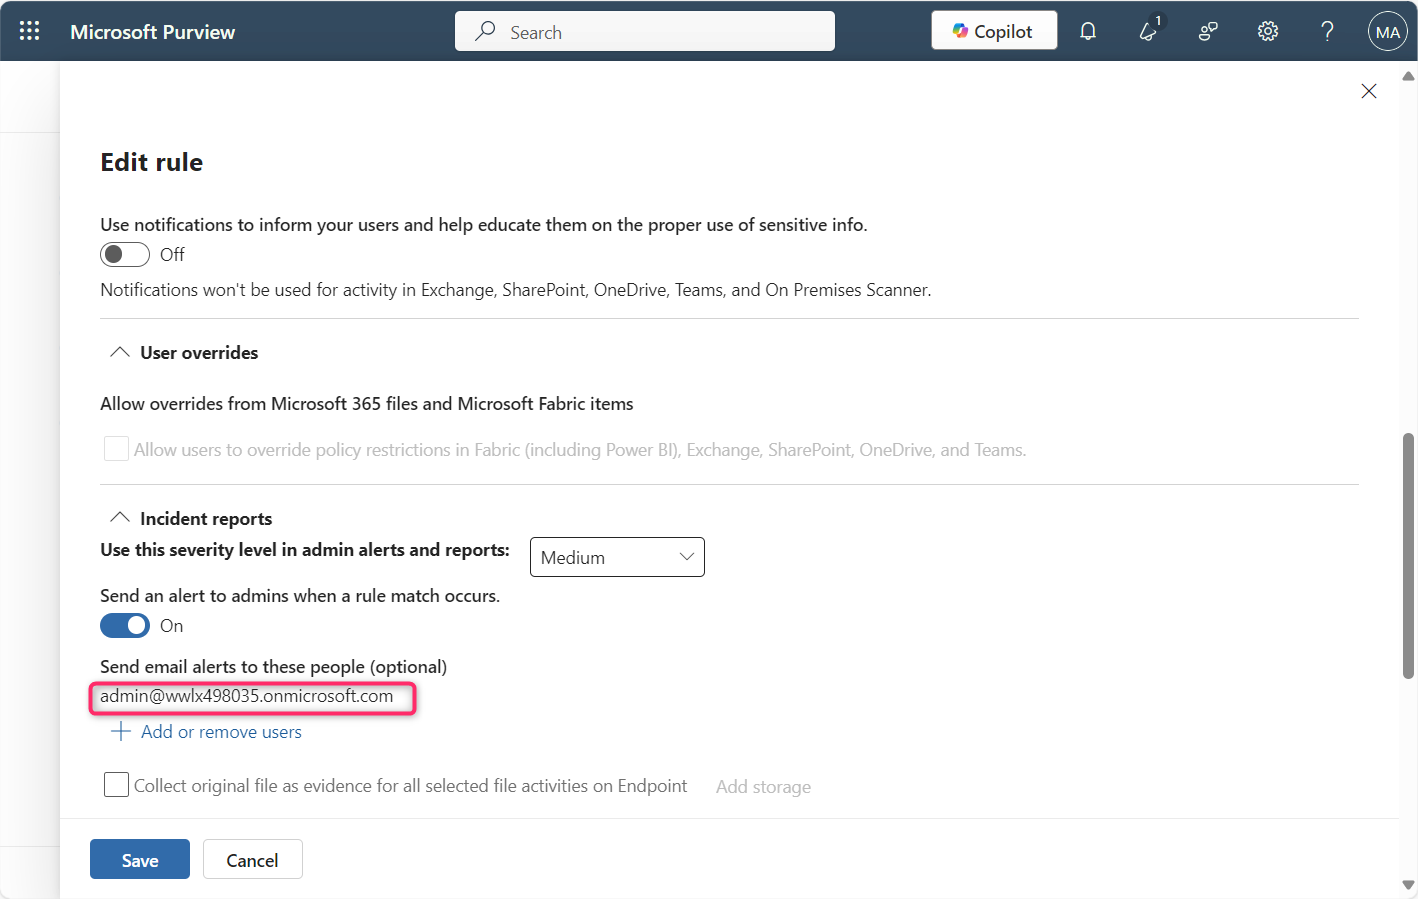 Microsoft Purview
Search
Copilot
1
MA
Edit rule
Use notifications to inform your users and help educate them on the proper use of sensitive info.
Off
Notifications won't be used for activity in Exchange, SharePoint, OneDrive, Teams, and On Premises Scanner.
User overrides
Allow overrides from Microsoft 365 files and Microsoft Fabric items
Allow users to override policy restrictions in Fabric (including Power BI), Exchange, SharePoint, OneDrive, and Teams.
Incident reports
Use this severity level in admin alerts and reports:
Medium
Send an alert to admins when a rule match occurs.
On
Send email alerts to these people (optional)
admin@wwlx498035.onmicrosoft.com
Add or remove users
Collect original file as evidence for all selected file activities on Endpoint
Add storage
Save
Cancel